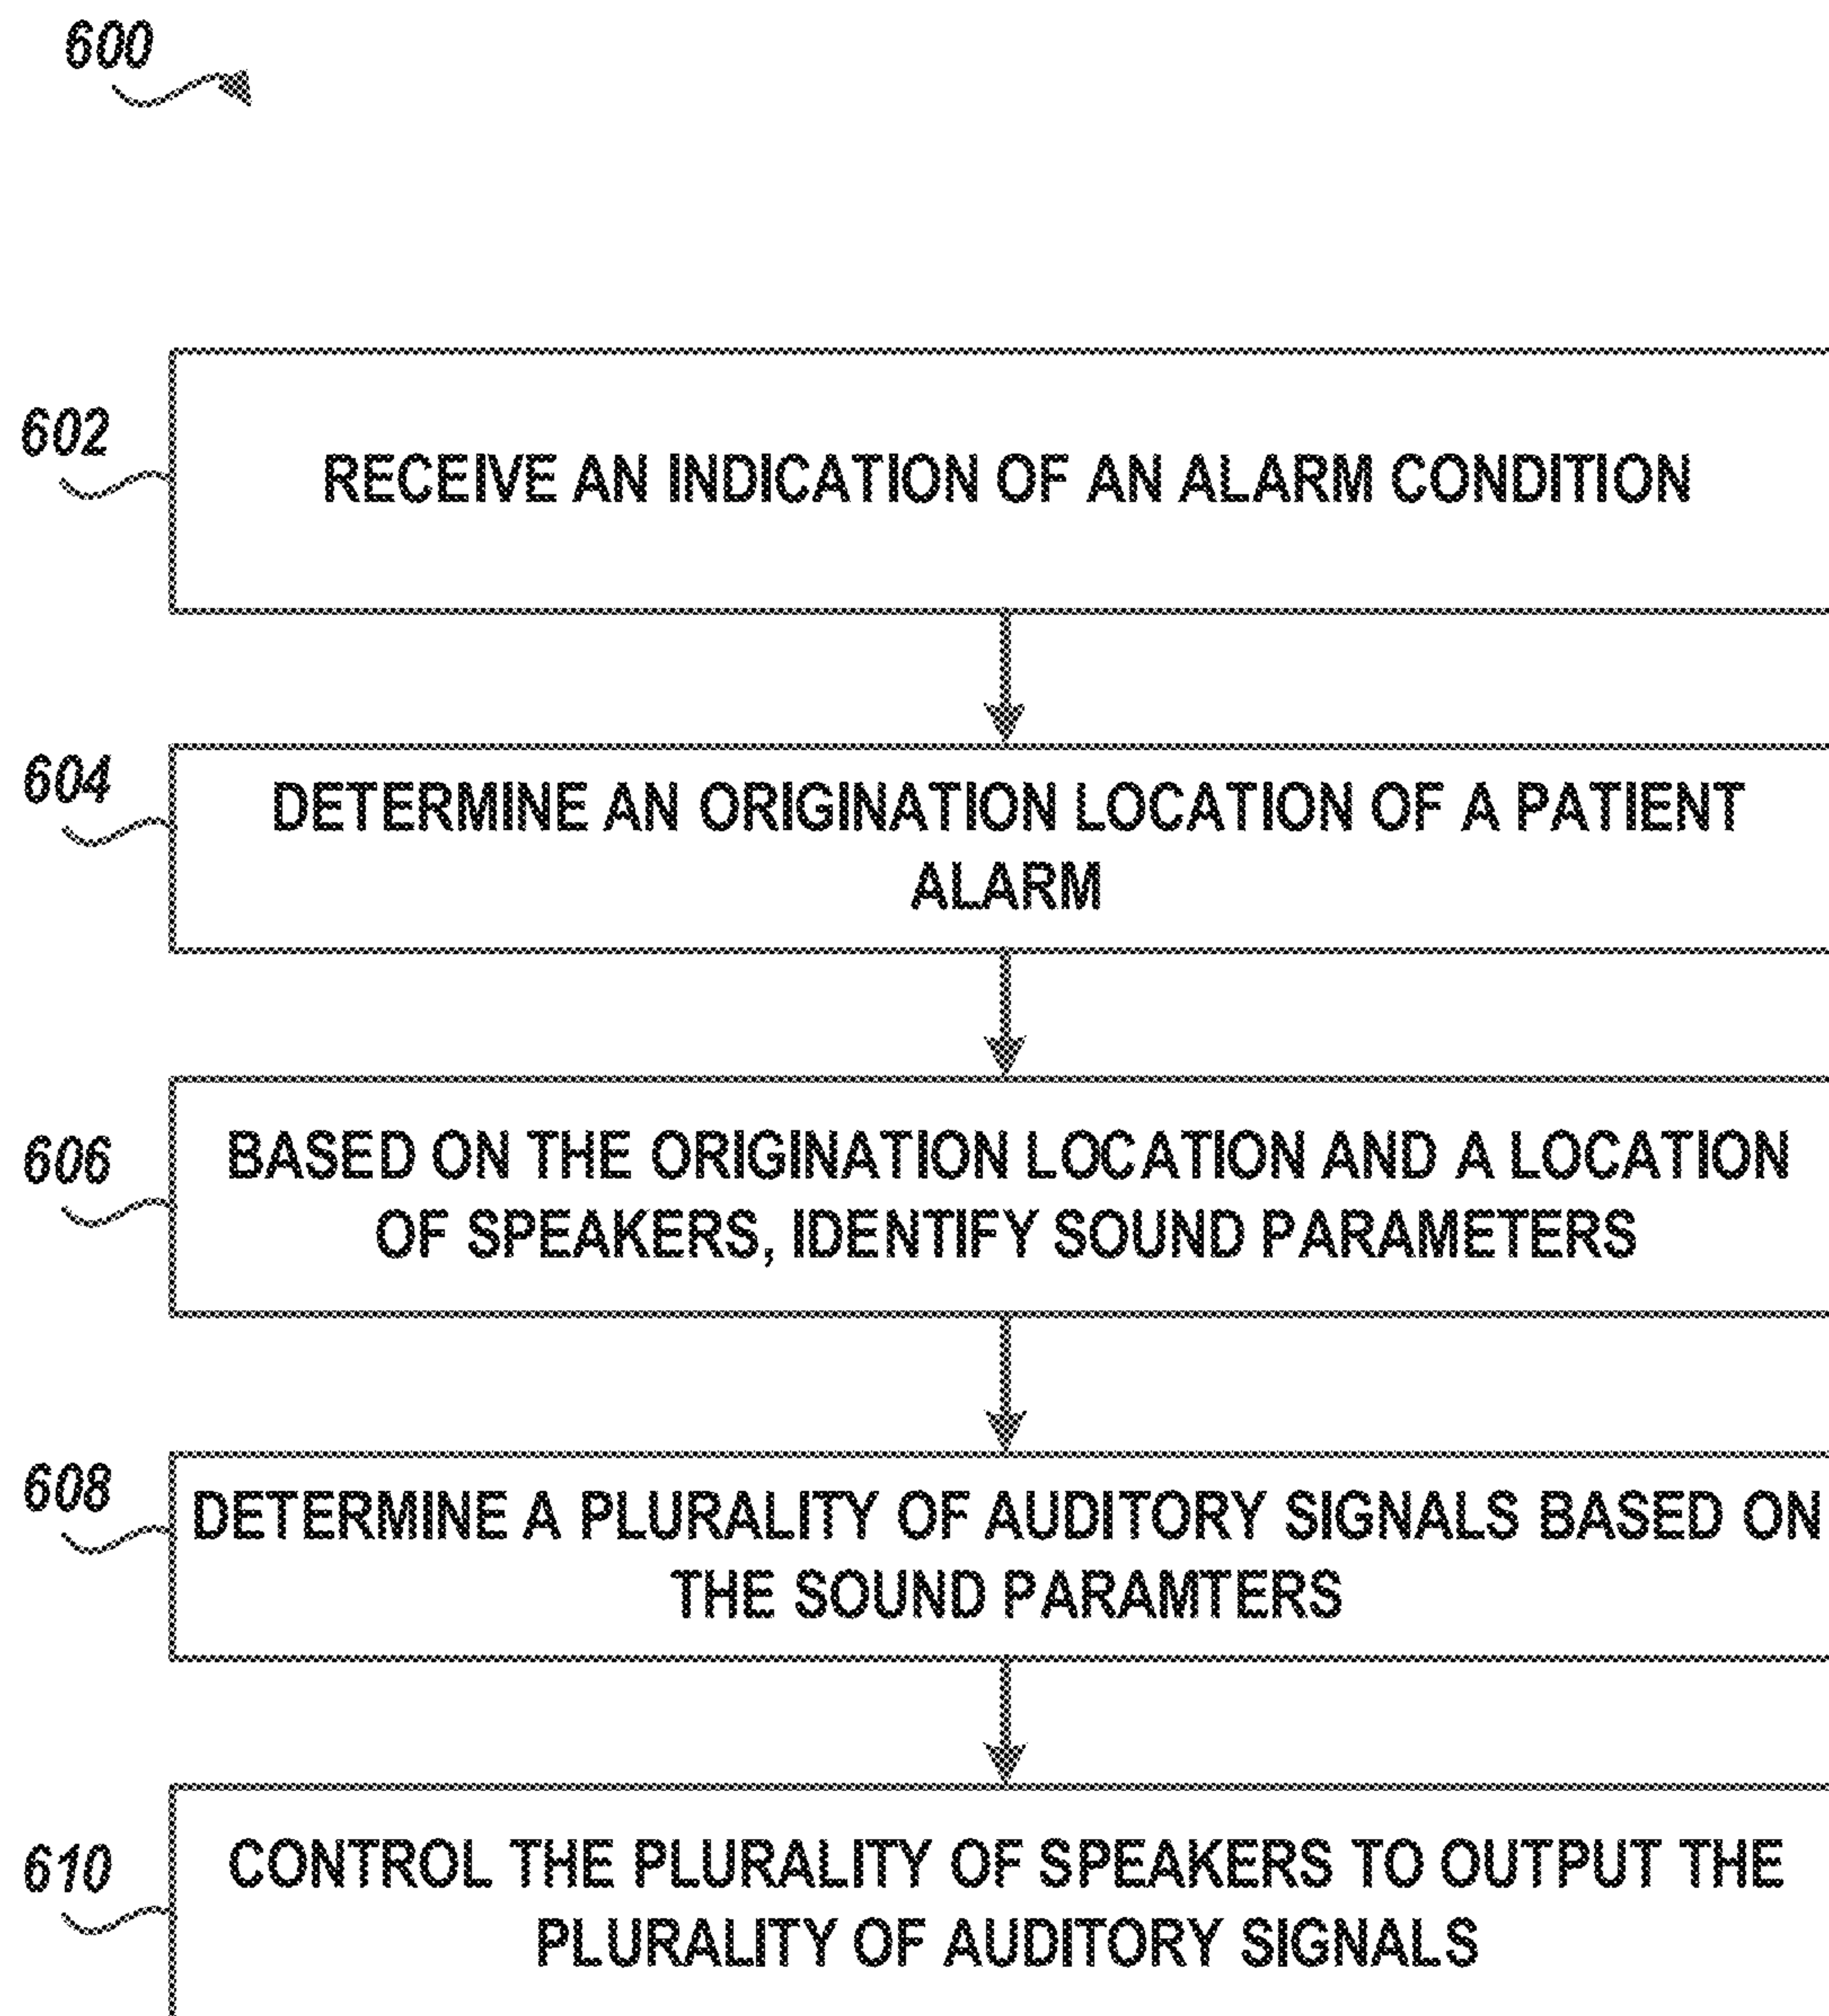 600
602
RECEIVE AN INDICATION OF AN ALARM CONDITION
604
DETERMINE AN ORIGINATION LOCATION OF A PATIENT
ALARM
606
BASED ON THE ORIGINATION LOCATION AND A LOCATION
OF SPEAKERS, IDENTIFY SOUND PARAMETERS
608
DETERMINE A PLURALITY OF AUDITORY SIGNALS BASED ON
THE SOUND PARAMTERS
610
CONTROL THE PLURALITY OF SPEAKERS TO OUTPUT THE
PLURALITY OF AUDITORY SIGNALS